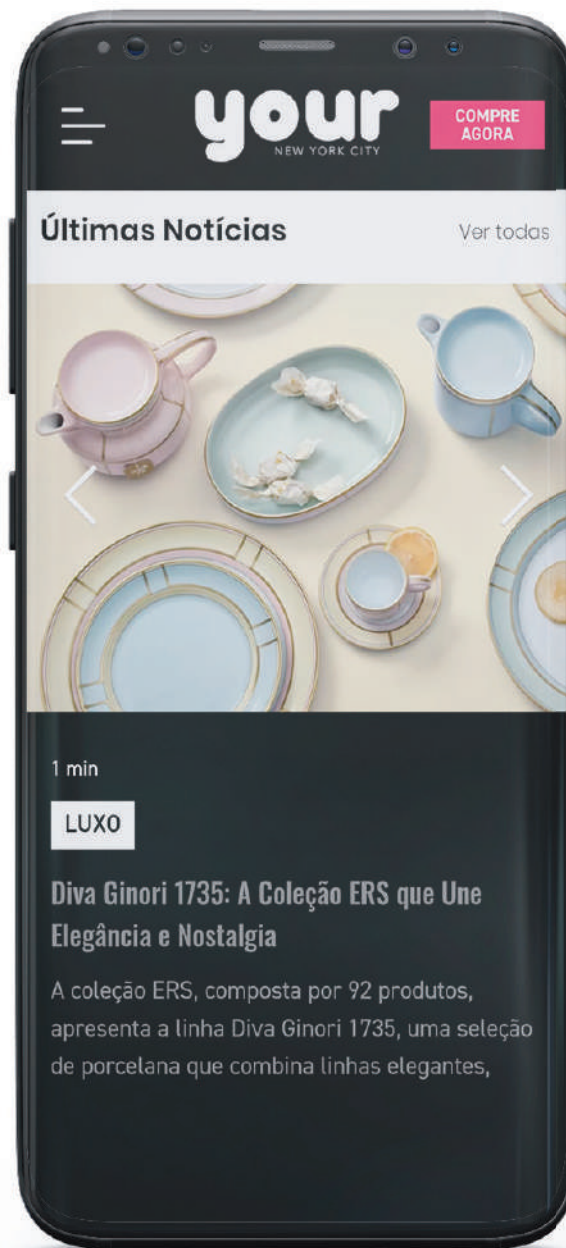 your
NEW YORK CITY
COMPRE
AGORA
Últimas Notícias
Ver todas
1 min
LUXO
Diva Ginori 1735: A Coleção ERS que Une
Elegância e Nostalgia
A coleção ERS, composta por 92 produtos,
apresenta a linha Diva Ginori 1735, uma seleção
de porcelana que combina linhas elegantes,